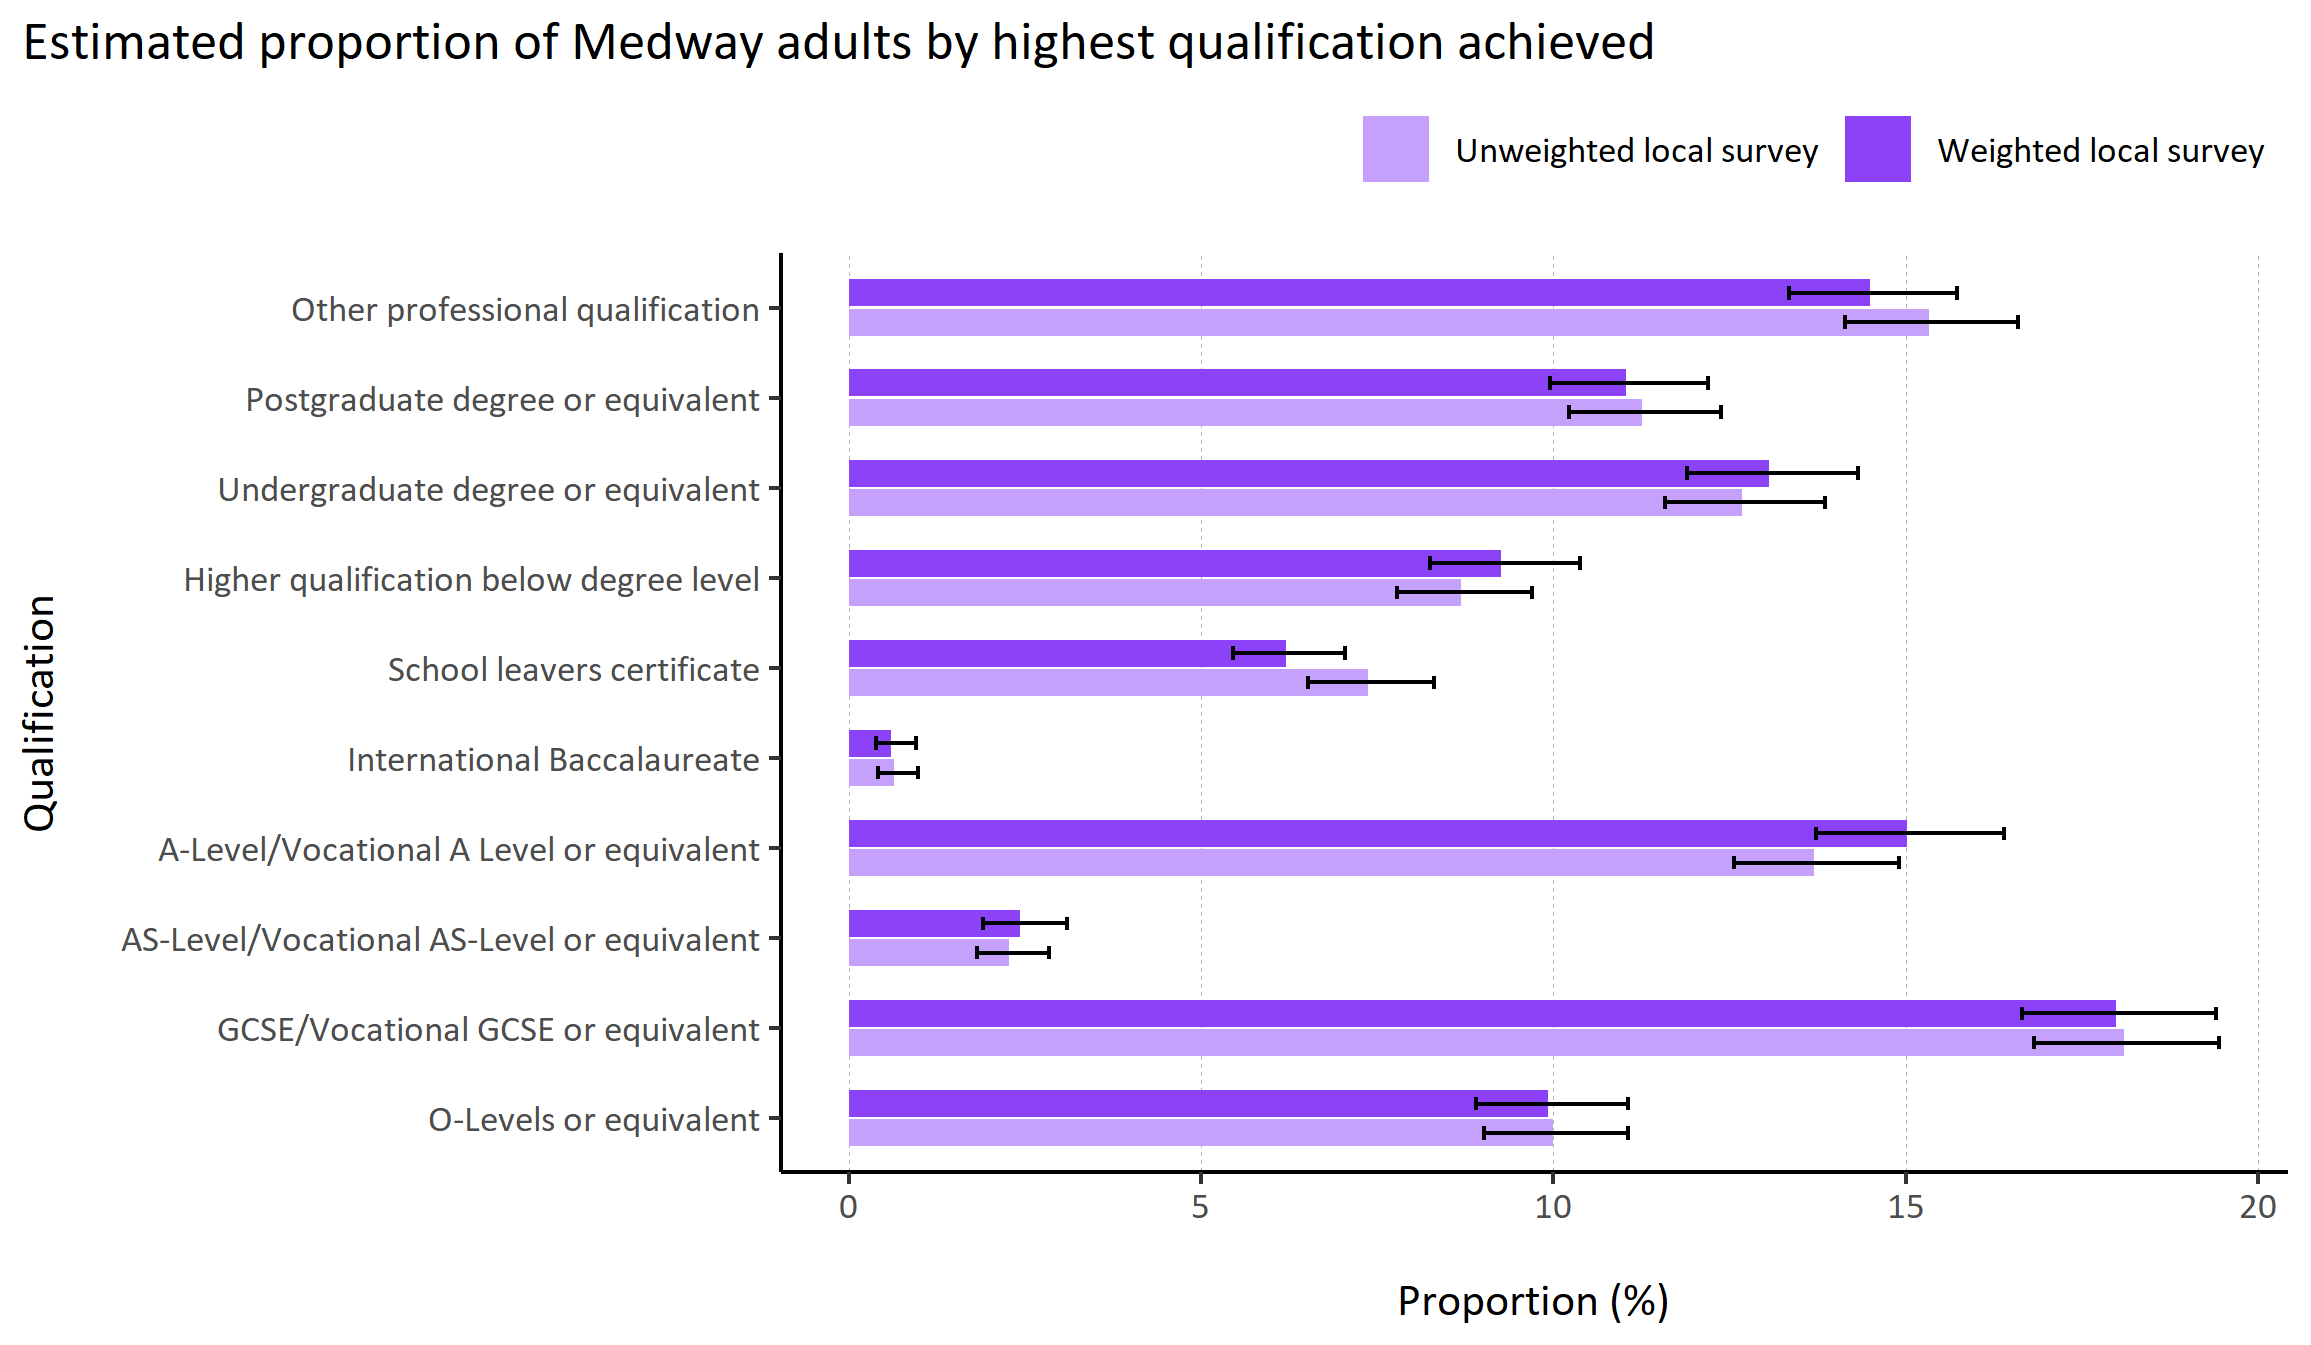 Estimated proportion of Medway adults by highest qualification achieved
Unweighted local survey
Weighted local survey
Qualification
Other professional qualification
Postgraduate degree or equivalent
Undergraduate degree or equivalent
Higher qualification below degree level
School leavers certificate
International Baccalaureate
A-Level/Vocational A Level or equivalent
AS-Level/Vocational AS-Level or equivalent
GCSE/Vocational GCSE or equivalent
O-Levels or equivalent
0 5 10 15 20
Proportion (%)